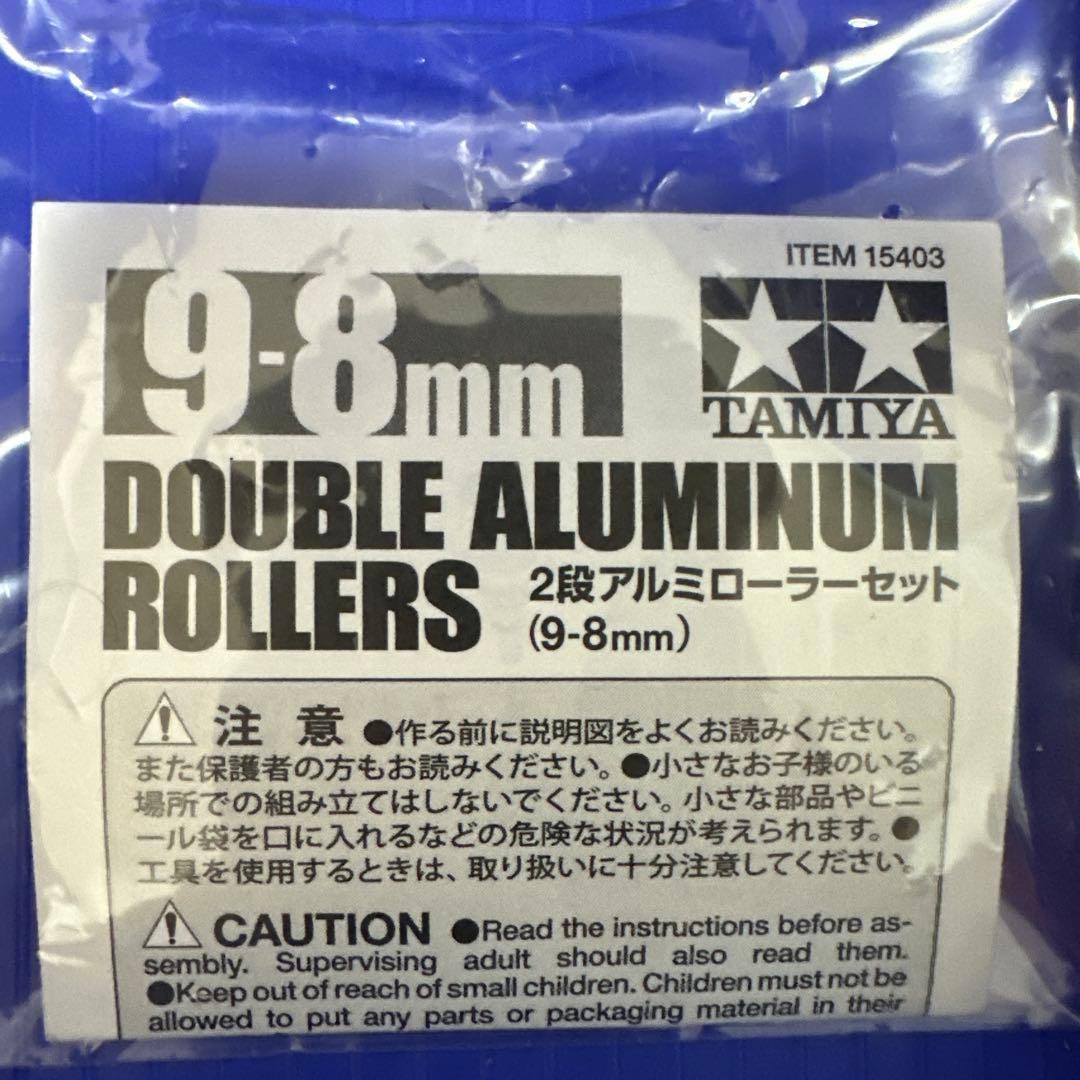 ITEM 15403
9-8mm
TAMIYA
DOUBLE ALUMINUM
ROLLERS
2段アルミローラーセット
(9-8mm)
⚠ 注 意 ●作る前に説明図をよくお読みください。
また保護者の方もお読みください。●小さなお子様のいる
場所での組み立てはしないでください。小さな部品やビニ
ール袋を口に入れるなどの危険な状況が考えられます。●
工具を使用するときは、取り扱いに十分注意してください。
⚠ CAUTION ●Read the instructions before as-
sembly. Supervising adult should also read them.
●Keep out of reach of small children. Children must not be
allowed to put any parts or packaging material in their